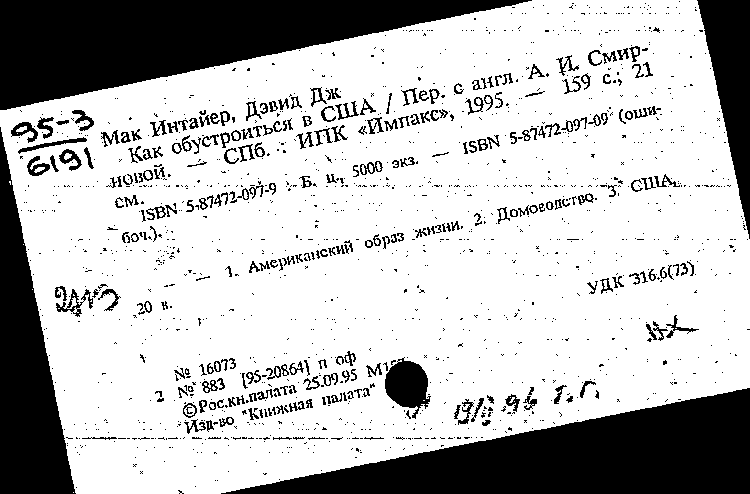 95-3
6191
Мак Интайер, Дэвид Дж
Как обустроиться в США / Пер. с англ. А. И. Смир-
новой. — СПб. : ИПК «Импакс», 1995. — 159 с.; 21
см.
ISBN 5-87472-097-9 : Б. ц., 5000 экз. — ISBN 5-87472-097-09 (оши-
боч.).
— — 1. Американский образ жизни. 2. Домоводство. 3. США,
20 в.
УДК 316.6(73)
№ 16073
2 № 883 [95-20864] п оф
©Рос.кн.палата 25.09.95
Изд-во "Книжная палата"
96 г. п.